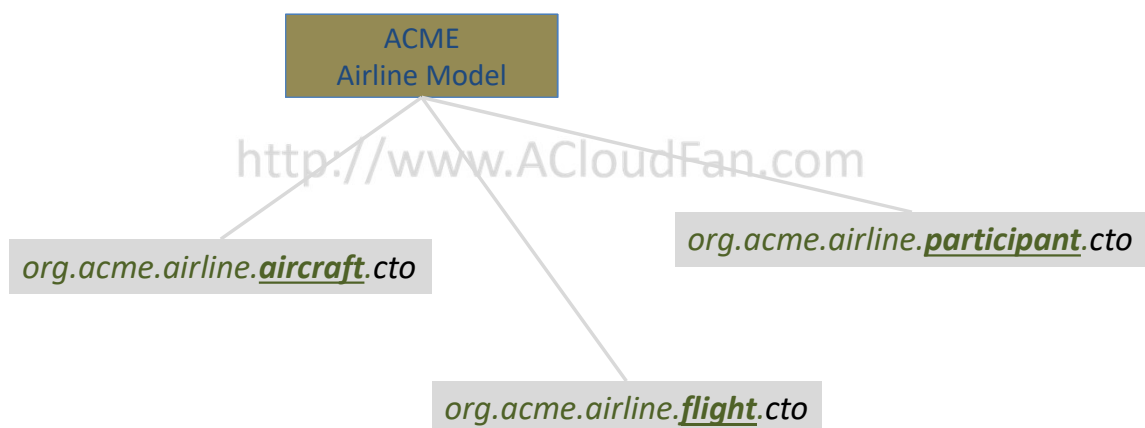 ACME
Airline Model
http://www.ACloudFan.com
org.acme.airline.participant.cto
org.acme.airline.aircraft.cto
org.acme.airline.flight.cto